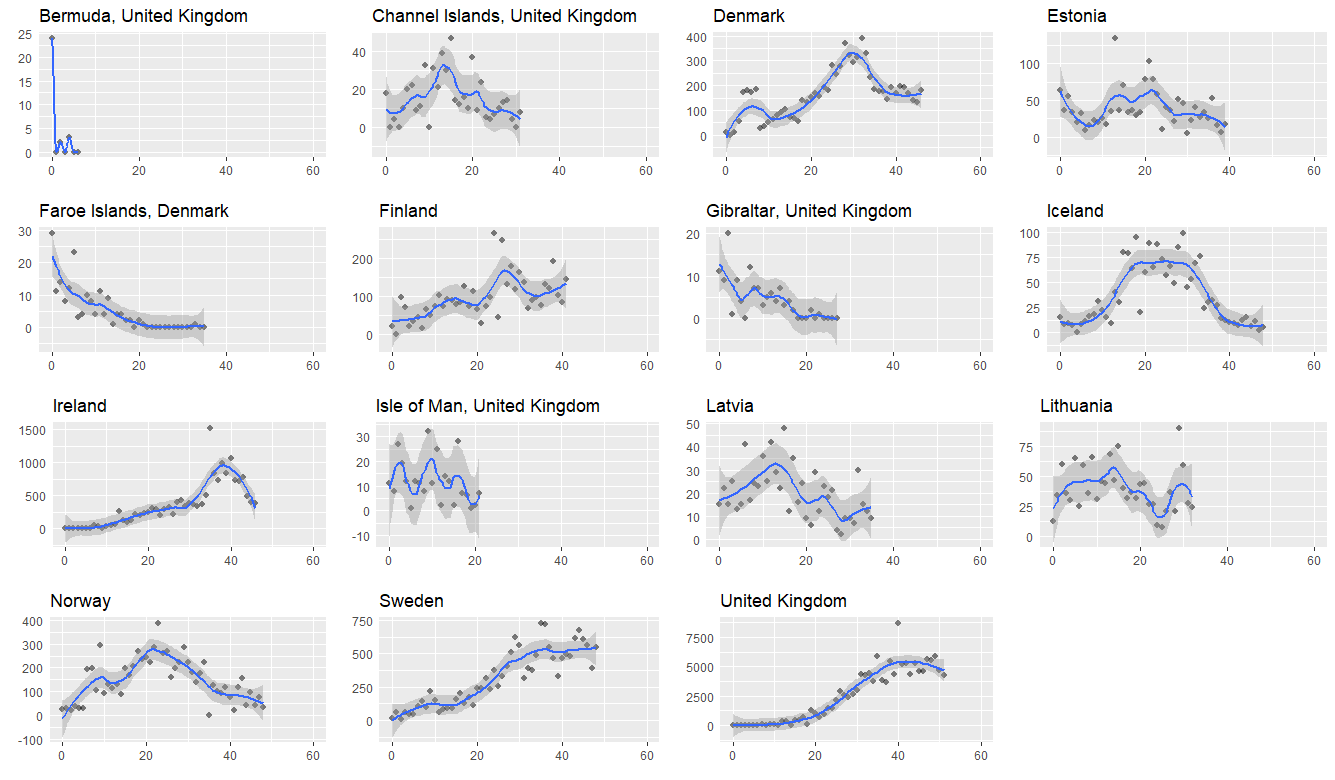 Bermuda, United Kingdom
25
20
15
10
5
0
0 20 40 60
Channel Islands, United Kingdom
40
20
0
0 20 40 60
Denmark
400
300
200
100
0
0 20 40 60
Estonia
100
50
0
0 20 40 60
Faroe Islands, Denmark
30
20
10
0
0 20 40 60
Finland
200
100
0
0 20 40 60
Gibraltar, United Kingdom
20
10
0
0 20 40 60
Iceland
100
75
50
25
0
0 20 40 60
Ireland
1500
1000
500
0
0 20 40 60
Isle of Man, United Kingdom
30
20
10
0
-10
0 20 40 60
Latvia
50
40
30
20
10
0
0 20 40 60
Lithuania
75
50
25
0
0 20 40 60
Norway
400
300
200
100
0
-100
0 20 40 60
Sweden
750
500
250
0
0 20 40 60
United Kingdom
7500
5000
2500
0
0 20 40 60